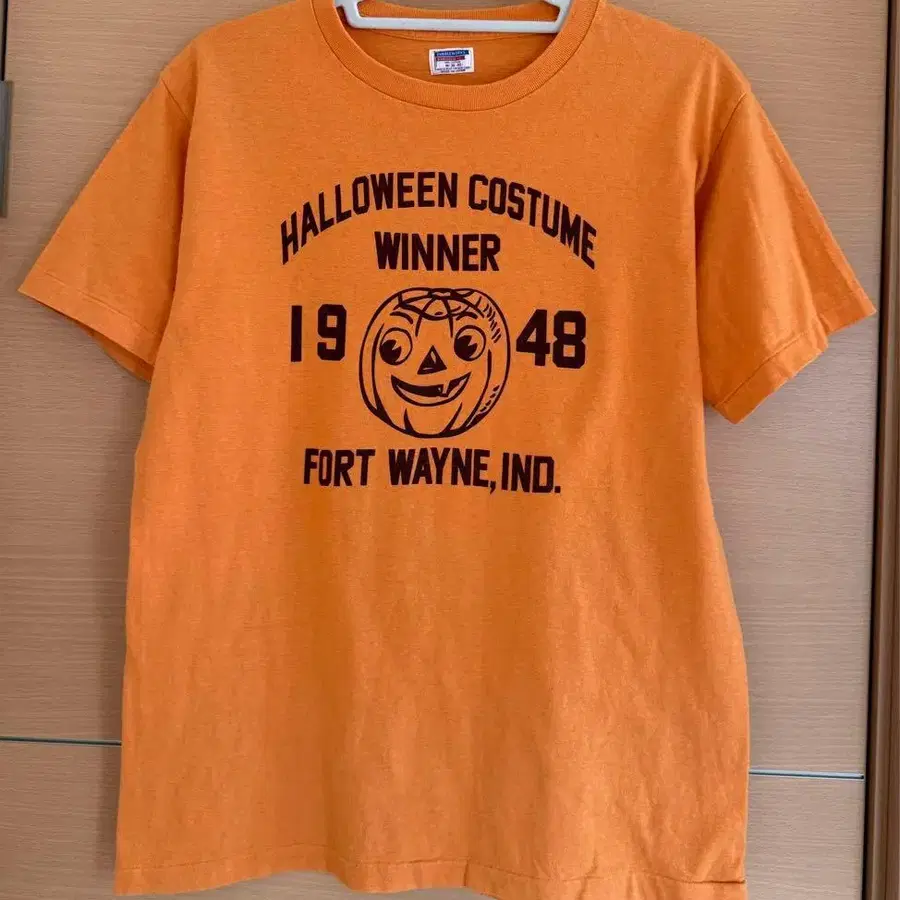 HALLOWEEN COSTUME
WINNER
19 48
FORT WAYNE, IND.